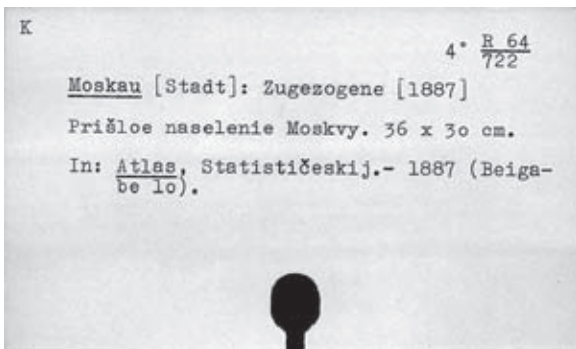 K
4° R 64
722
Moskau [Stadt]: Zugezogene [1887]
Prišloe naselenie Moskvy. 36 x 3o cm.
In: Atlas, Statističeskij.- 1887 (Beiga-
be lo).